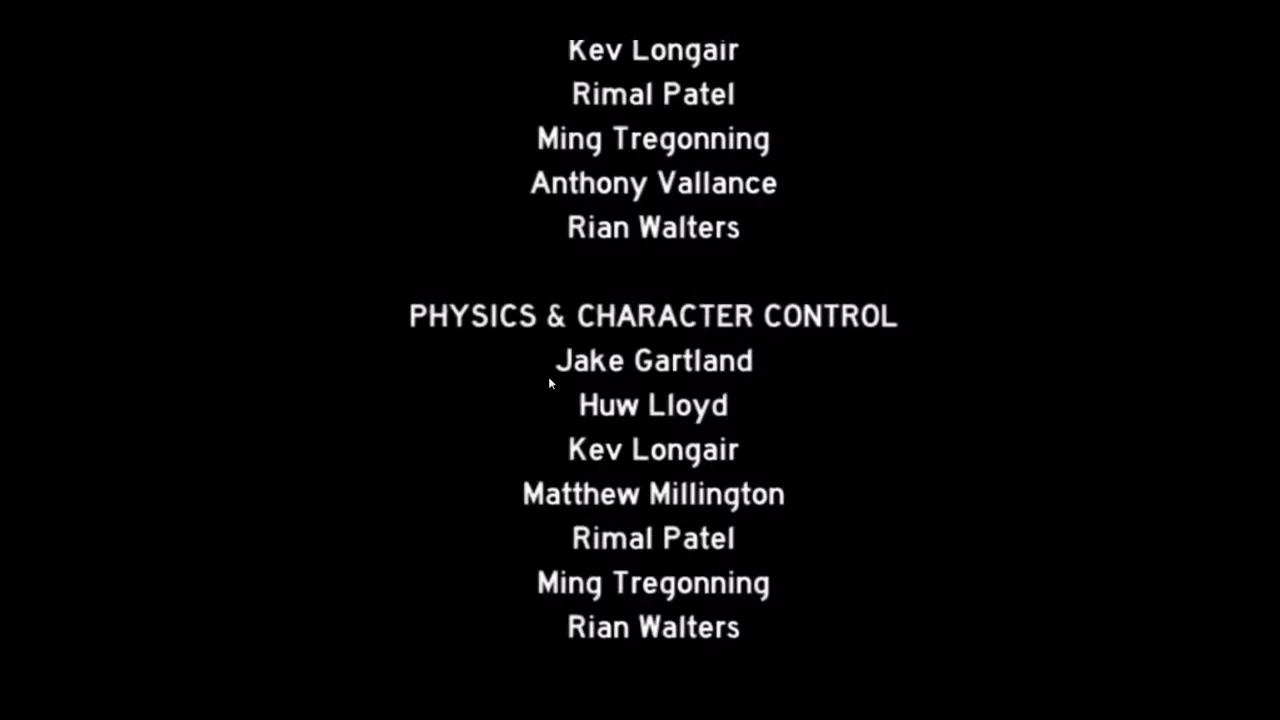 Kev Longair
Rimal Patel
Ming Tregonning
Anthony Vallance
Rian Walters
PHYSICS & CHARACTER CONTROL
Jake Gartland
Huw Lloyd
Kev Longair
Matthew Millington
Rimal Patel
Ming Tregonning
Rian Walters